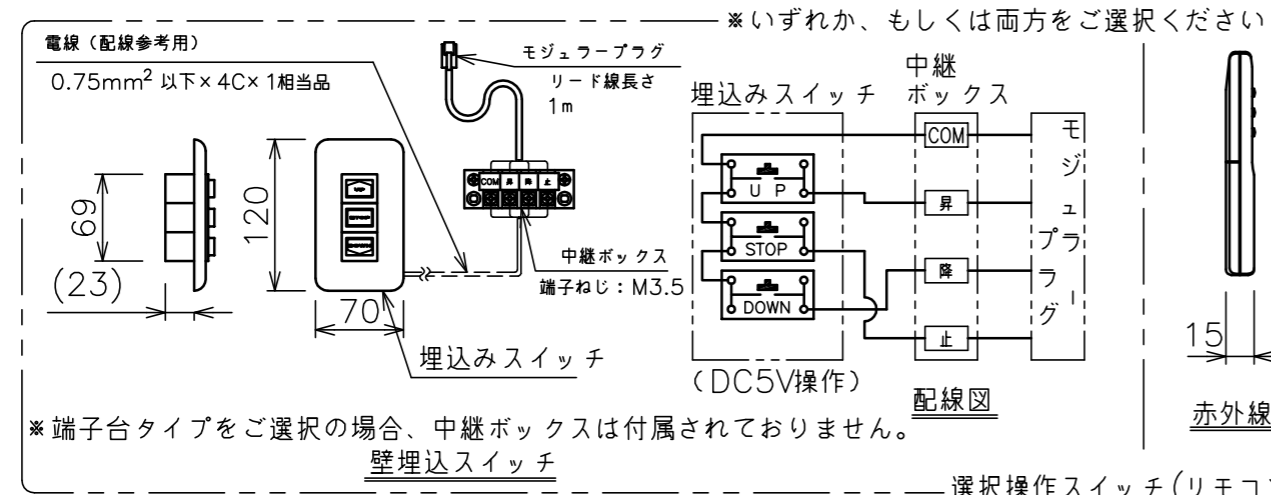 ※いずれか、もしくは両方をご選択ください
電線（配線参考用）
0.75mm² 以下×4C×1相当品
モジュラープラグ
リード線長さ
1m
69
(23)
120
70
UP
STOP
DOWN
COM 昇 降 止
中継ボックス
端子ねじ：M3.5
埋込みスイッチ
埋込みスイッチ
中継
ボックス
UP
STOP
DOWN
(DC5V操作)
COM
昇
降
止
モジュラープラグ
配線図
15
赤外線
※端子台タイプをご選択の場合、中継ボックスは付属されておりません。
壁埋込スイッチ
選択操作スイッチ(リモコン